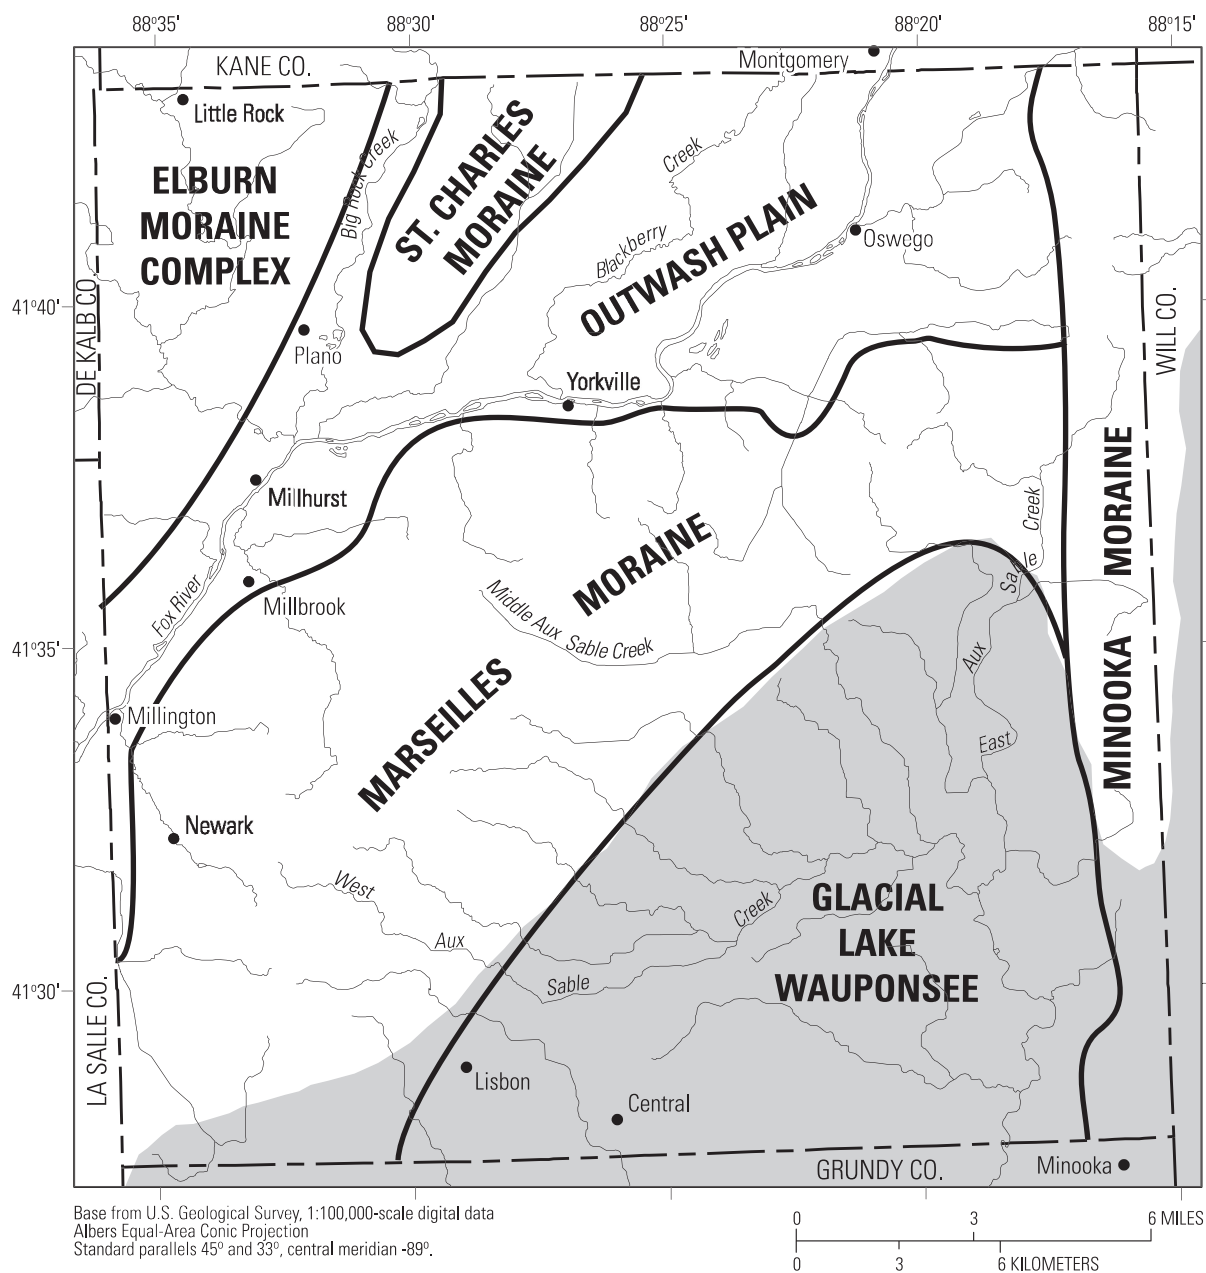 88°35'
88°30'
88°25'
88°20'
88°15'
KANE CO.
Montgomery
Little Rock
ELBURN
MORAINE
COMPLEX
Big Rock Creek
ST. CHARLES
MORAINE
Creek
Blackberry
OUTWASH PLAIN
Oswego
41°40'
DE KALB CO.
WILL CO.
Plano
Yorkville
Millhurst
MORAINE
MINOOKA
Creek
Sable
Aux
East
Fox River
Millbrook
MORAINE
MARSEILLES
Middle Aux Sable Creek
41°35'
Millington
Newark
West
Aux
Sable
Creek
GLACIAL
LAKE
WAUPONSEE
41°30'
LA SALLE CO.
Lisbon
Central
GRUNDY CO.
Minooka
Base from U.S. Geological Survey, 1:100,000-scale digital data
Albers Equal-Area Conic Projection
Standard parallels 45° and 33°, central meridian -89°.
0 3 6 MILES
0 3 6 KILOMETERS